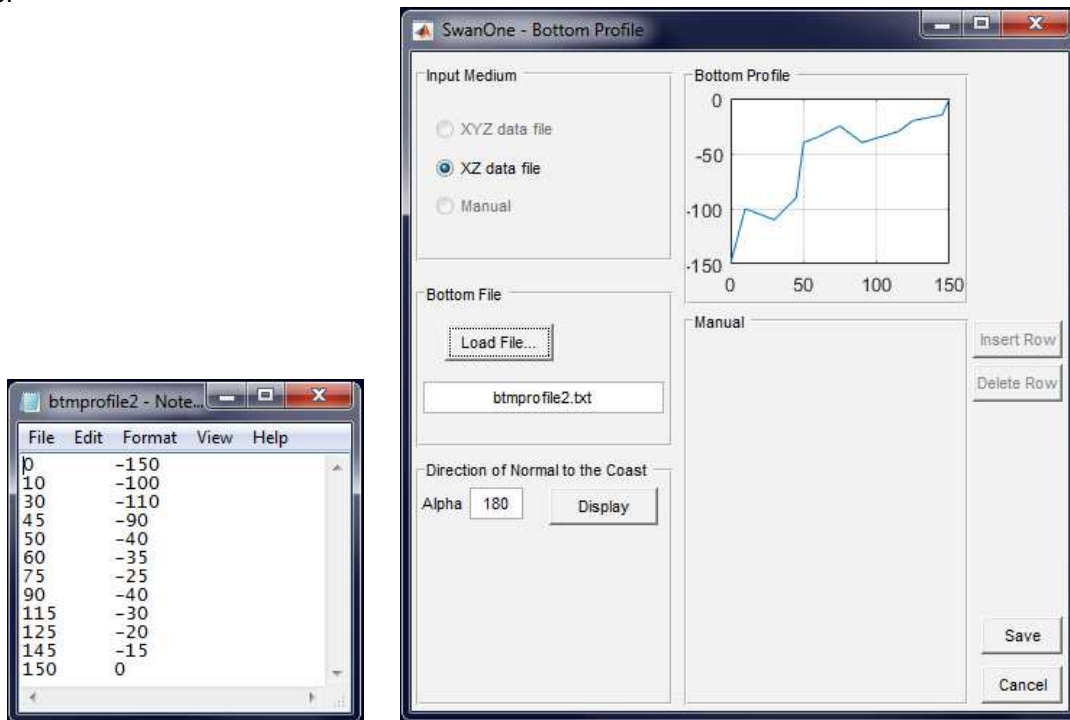 SwanOne - Bottom Profile
Input Medium
XYZ data file
XZ data file
Manual
Bottom Profile
0
-50
-100
-150
0 50 100 150
Bottom File
Load File...
btmprofile2.txt
Direction of Normal to the Coast
Alpha 180 Display
Manual
Insert Row
Delete Row
Save
Cancel
btmprofile2 - Note...
File Edit Format View Help
0 -150
10 -100
30 -110
45 -90
50 -40
60 -35
75 -25
90 -40
115 -30
125 -20
145 -15
150 0